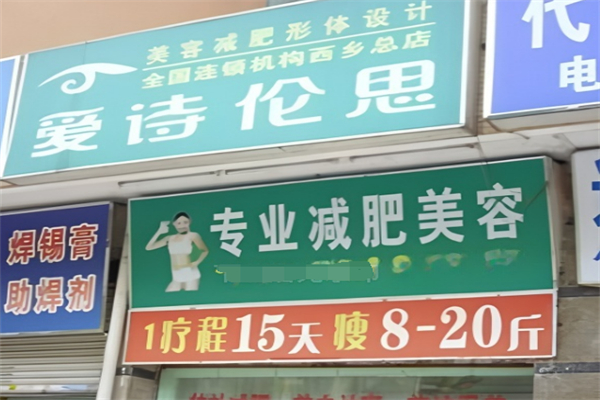 美容减肥形体设计
全国连锁机构西乡总店
爱诗伦思
代
电
焊锡膏
助焊剂
专业减肥美容
1疗程15天瘦8-20斤